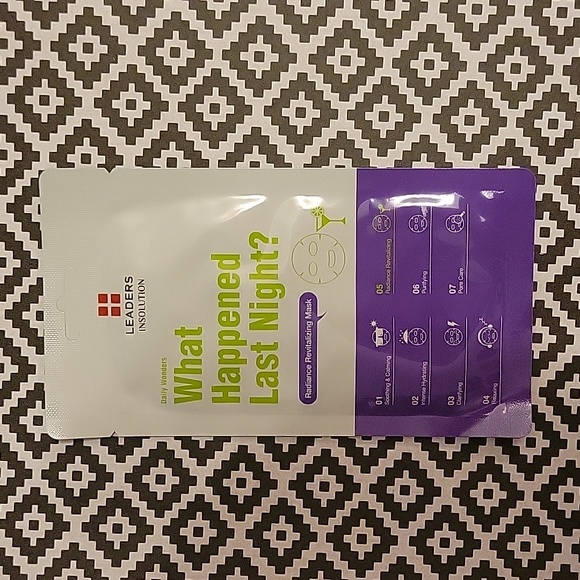 LEADERS
INSOLUTION
Daily Wonders
What
Happened
Last Night?
Radiance Revitalizing Mask
01
Soothing & Calming
02
Intense Hydrating
03
Clarifying
04
Relaxing
05
Radiance Revitalizing
06
Purifying
07
Pore Care